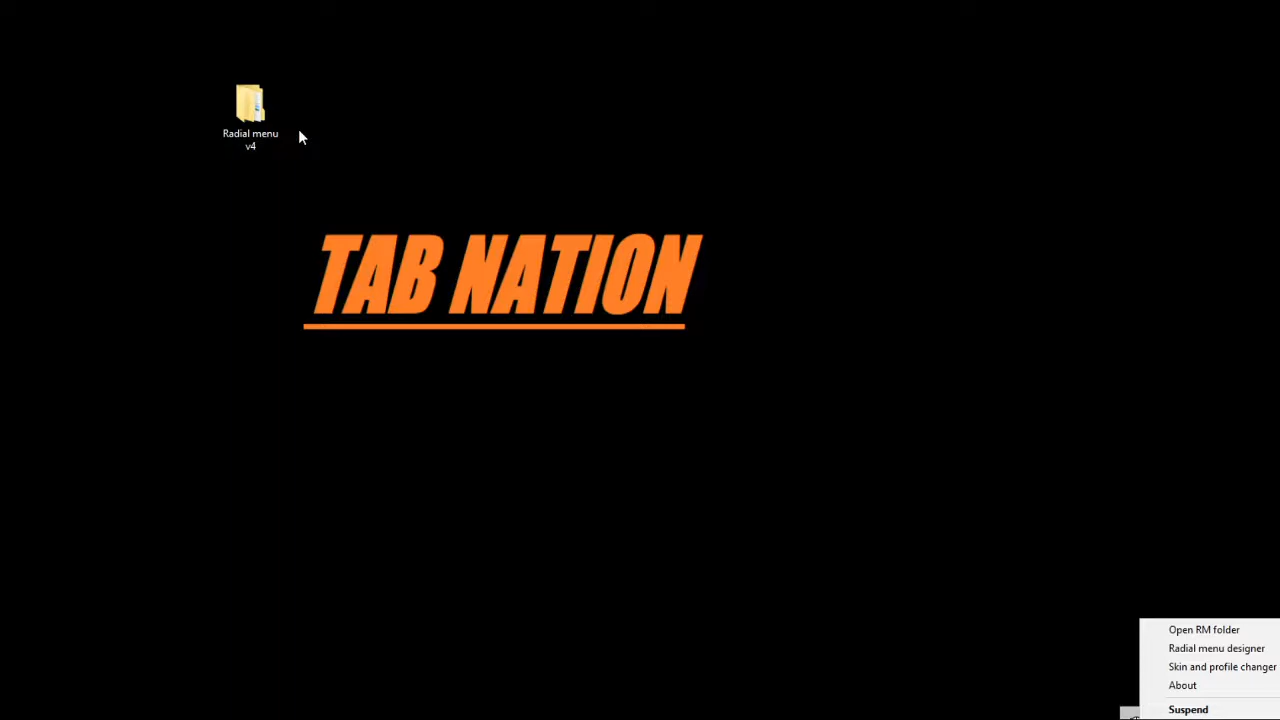 Radial menu
v4
TAB NATION
Open RM folder
Radial menu designer
Skin and profile changer
About
Suspend